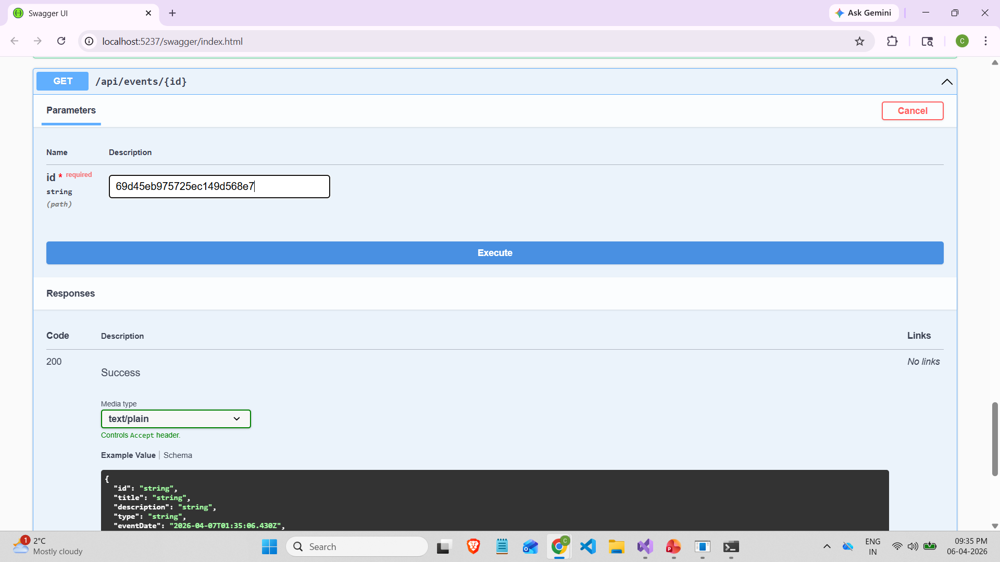 Swagger UI
Ask Gemini
localhost:5237/swagger/index.html
C
GET /api/events/{id}
Parameters
Cancel
Name Description
id * required
string
(path)
69d45eb975725ec149d568e7
Execute
Responses
Code Description Links
200 No links
Success
Media type
text/plain
Controls Accept header.
Example Value | Schema
{
"id": "string",
"title": "string",
"description": "string",
"type": "string",
"eventDate": "2026-04-07T01:35:06.430Z",
1
2°C
Mostly cloudy
Search
C
ENG
IN
09:35 PM
06-04-2026